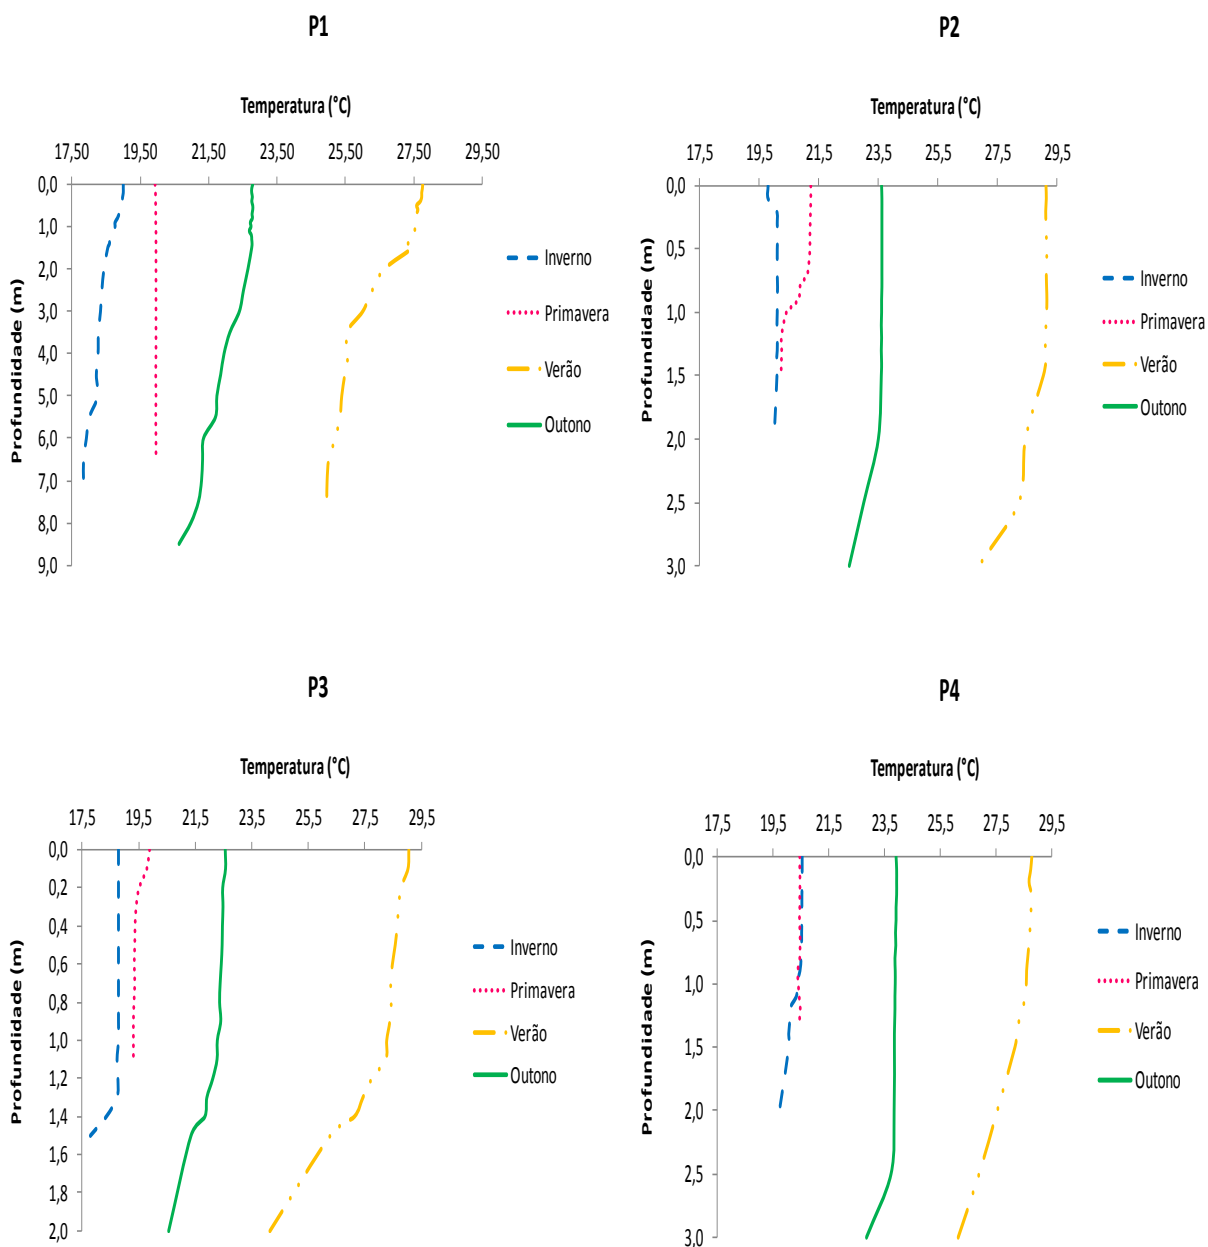 P1
Temperatura (°C)
17,50 19,50 21,50 23,50 25,50 27,50 29,50
0,0
1,0
2,0
3,0
4,0
5,0
6,0
7,0
8,0
9,0
Profundidade (m)
Inverno
Primavera
Verão
Outono
P2
Temperatura (°C)
17,5 19,5 21,5 23,5 25,5 27,5 29,5
0,0
0,5
1,0
1,5
2,0
2,5
3,0
Profundidade (m)
Inverno
Primavera
Verão
Outono
P3
Temperatura (°C)
17,5 19,5 21,5 23,5 25,5 27,5 29,5
0,0
0,2
0,4
0,6
0,8
1,0
1,2
1,4
1,6
1,8
2,0
Profundidade (m)
Inverno
Primavera
Verão
Outono
P4
Temperatura (°C)
17,5 19,5 21,5 23,5 25,5 27,5 29,5
0,0
0,5
1,0
1,5
2,0
2,5
3,0
Profundidade (m)
Inverno
Primavera
Verão
Outono